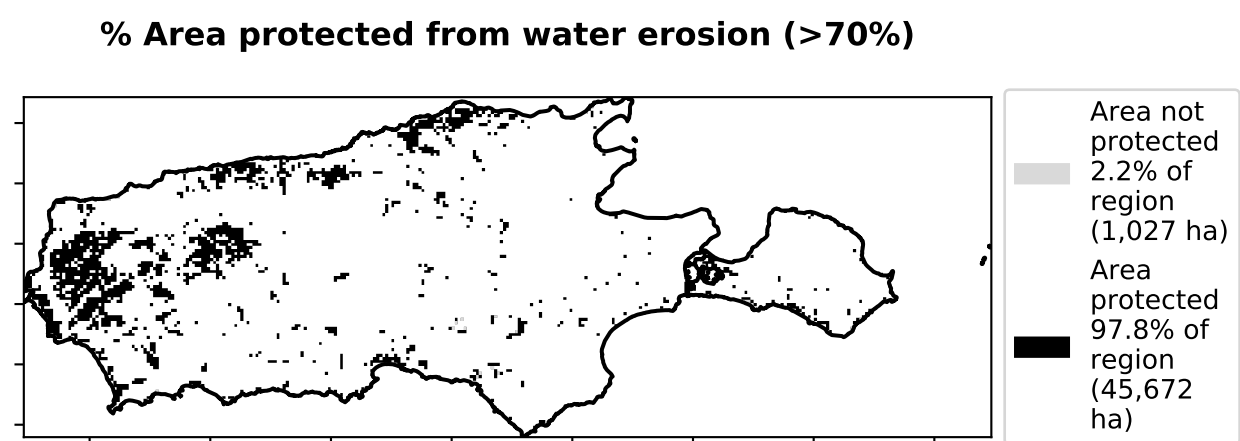 % Area protected from water erosion (>70%)
Area not
protected
2.2% of
region
(1,027 ha)
Area
protected
97.8% of
region
(45,672
ha)